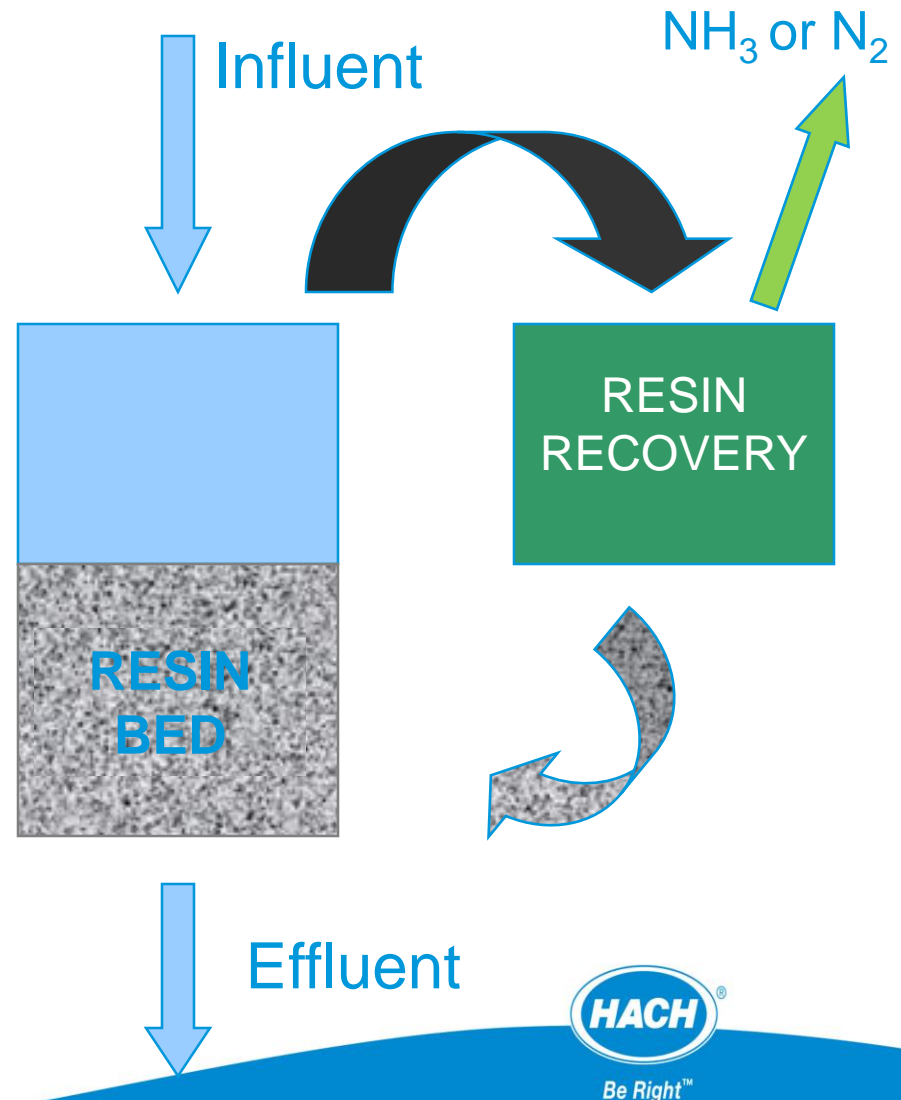 Influent
NH₃ or N₂
RESIN
RECOVERY
RESIN
BED
Effluent
HACH®
Be Right™